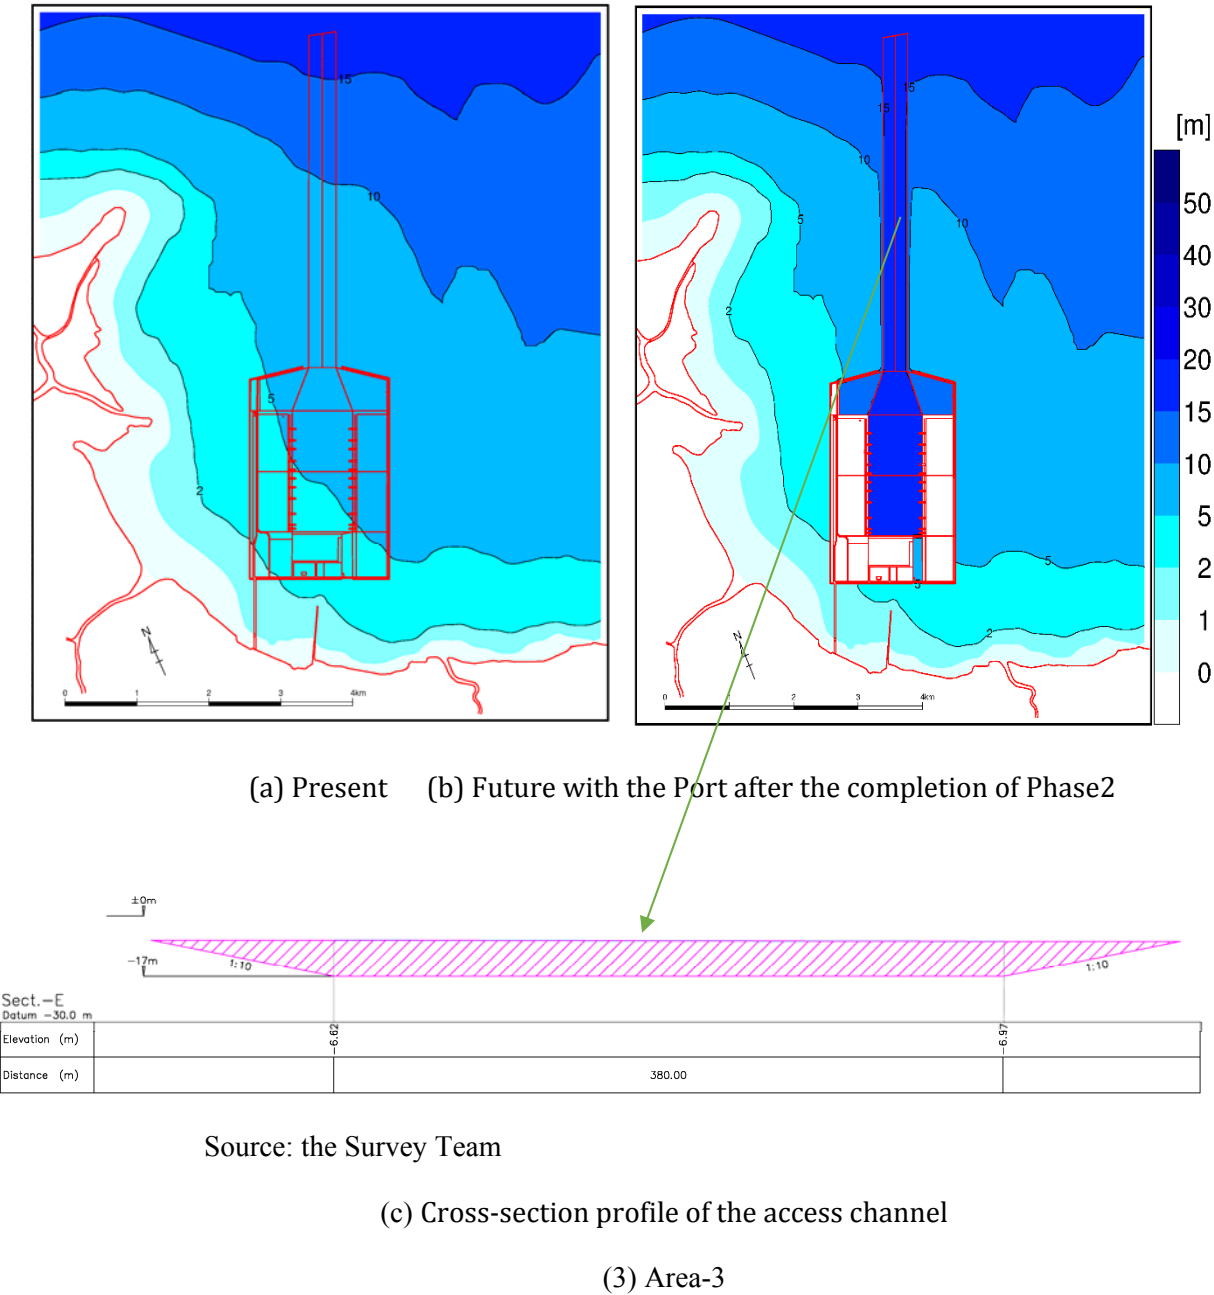 15
10
5
2
N
0 1 2 3 4km
15
15
10
10
5
2
5
5
2
N
0 1 2 3 4km
[m]
50
40
30
20
15
10
5
2
1
0
(a) Present (b) Future with the Port after the completion of Phase2
±0m
-17m
1:10
1:10
Sect.-E
Datum -30.0 m
Elevation (m) -6.62 -6.97
Distance (m) 380.00
Source: the Survey Team
(c) Cross-section profile of the access channel
(3) Area-3